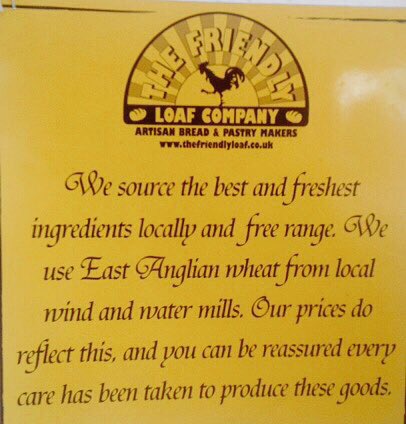 THE FRIENDLY
LOAF COMPANY
ARTISAN BREAD & PASTRY MAKERS
www.thefriendlyloaf.co.uk
We source the best and freshest
ingredients locally and free range. We
use East Anglian wheat from local
wind and water mills. Our prices do
reflect this, and you can be reassured every
care has been taken to produce these goods.